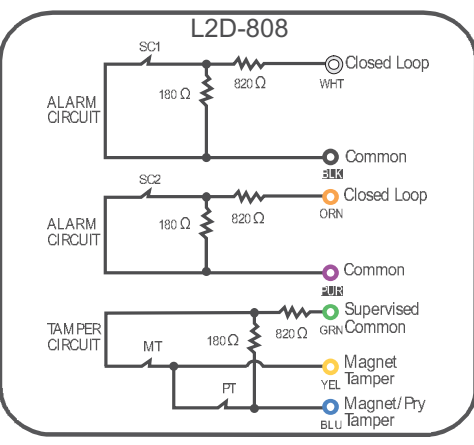 L2D-808
SC1
Closed Loop
180 Ω
820 Ω
WHT
ALARM
CIRCUIT
Common
BLK
SC2
Closed Loop
ORN
180 Ω
820 Ω
ALARM
CIRCUIT
Common
PUR
Supervised
GRN Common
TAMPER
CIRCUIT
MT
180 Ω
820 Ω
Magnet
YEL Tamper
PT
Magnet/Pry
BLU Tamper